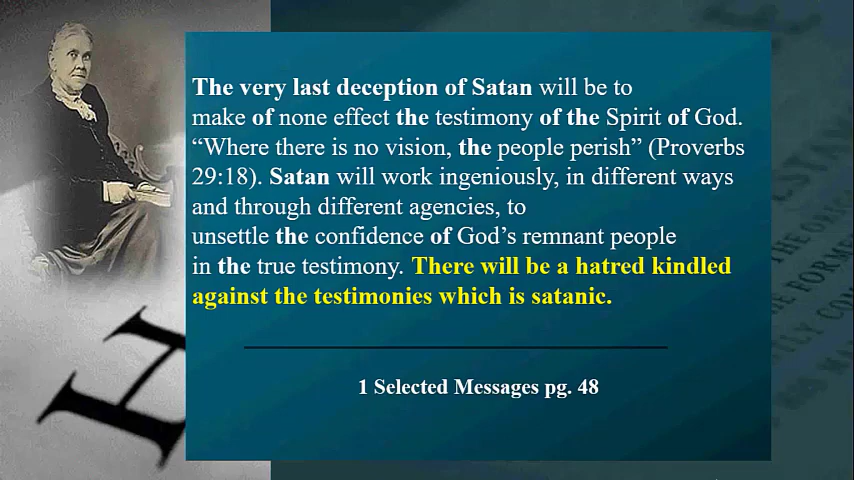 The very last deception of Satan will be to
make of none effect the testimony of the Spirit of God.
“Where there is no vision, the people perish” (Proverbs
29:18). Satan will work ingeniously, in different ways
and through different agencies, to
unsettle the confidence of God’s remnant people
in the true testimony. There will be a hatred kindled
against the testimonies which is satanic.
1 Selected Messages pg. 48
H